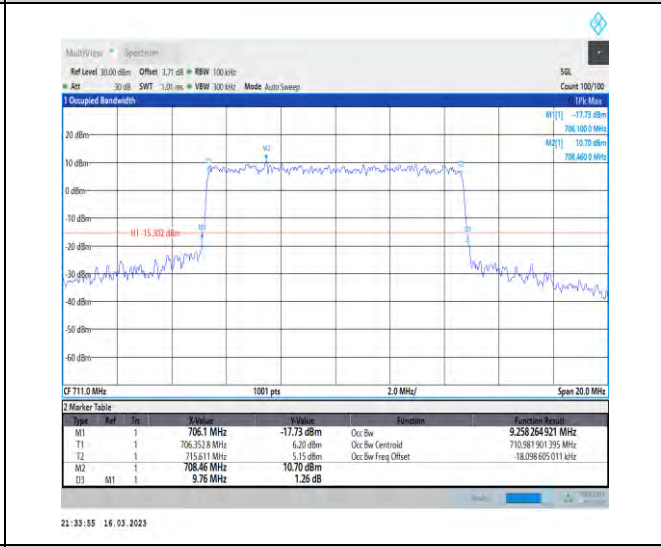 MultiView Spectrum
Ref Level 30.00 dBm Offset 3.71 dB RBW 100 kHz SGL
Att 30 dB SWT 1.01 ms VBW 300 kHz Mode Auto Sweep Count 100/100
1 Occupied Bandwidth 1Pk Max
M1[1] -17.73 dBm
706.1000 MHz
M2[1] 10.70 dBm
708.4600 MHz
20 dBm
M2
10 dBm
0 dBm
-10 dBm
M1
H1 -15.302 dBm
-20 dBm
-30 dBm
-40 dBm
-50 dBm
-60 dBm
CF 711.0 MHz 1001 pts 2.0 MHz/ Span 20.0 MHz
2 Marker Table
Type Ref Trc X-Value Y-Value Function Function Result
M1 1 706.1 MHz -17.73 dBm Occ Bw 9.258 264 921 MHz
T1 1 706.352 8 MHz 6.20 dBm Occ Bw Centroid 710.981 901 395 MHz
T2 1 715.611 MHz 5.15 dBm Occ Bw Freq Offset -18.098 605 011 kHz
M2 1 708.46 MHz 10.70 dBm
D3 M1 1 9.76 MHz 1.26 dB
21:33:55 16.03.2023